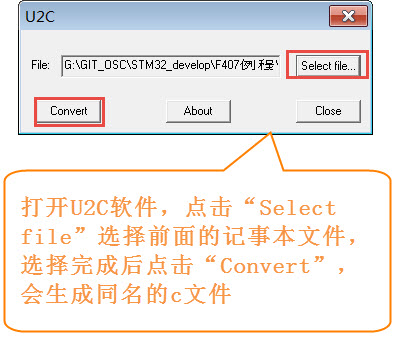 U2C
File: G:\GIT_OSC\STM32_develop\F407例程\ Select file...
Convert About Close
打开U2C软件，点击“Select
file”选择前面的记事本文件，
选择完成后点击“Convert”，
会生成同名的c文件